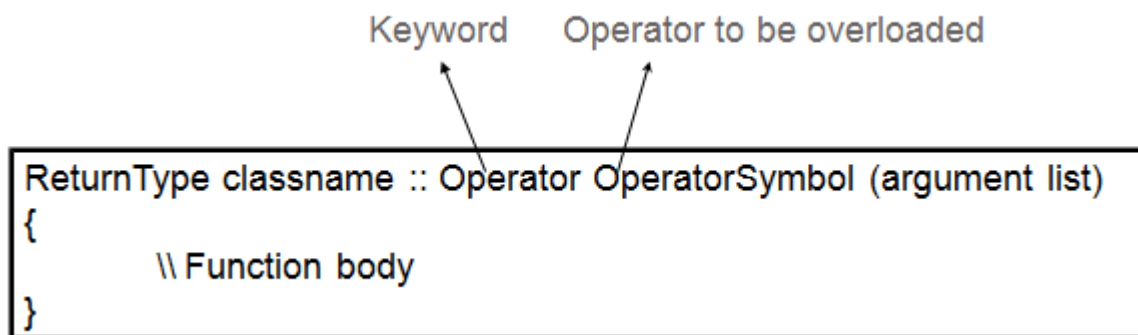 Keyword Operator to be overloaded
ReturnType classname :: Operator OperatorSymbol (argument list)
{
\\ Function body
}